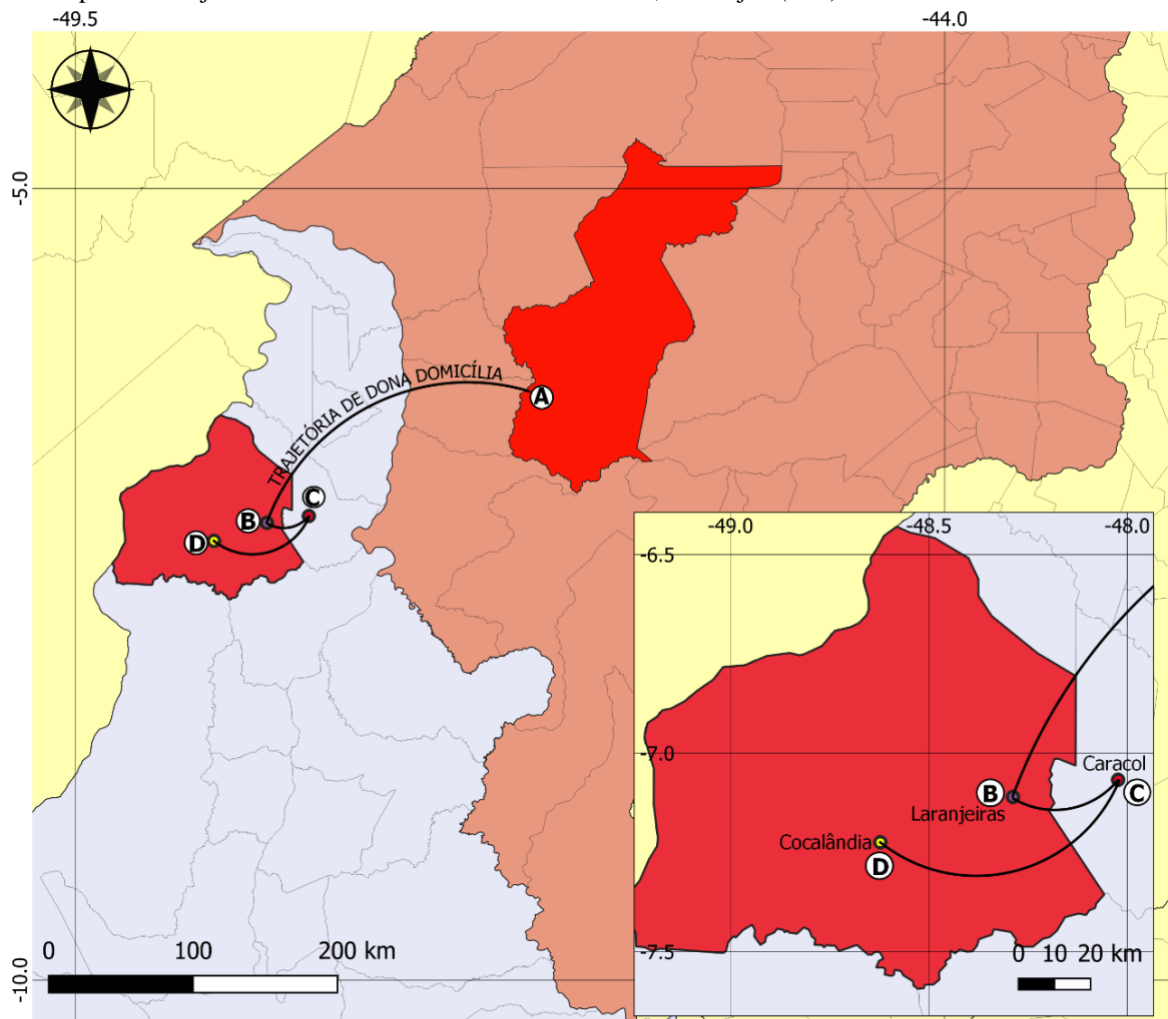 -49.5
-44.0
-5.0
A
TRAJETÓRIA DE DONA DOMICÍLIA
C
B
D
-49.0
-48.5
-48.0
-6.5
-7.0
Caracol
B
C
Laranjeiras
Cocalândia
D
0 100 200 km
-7.5
0 10 20 km
-10.0